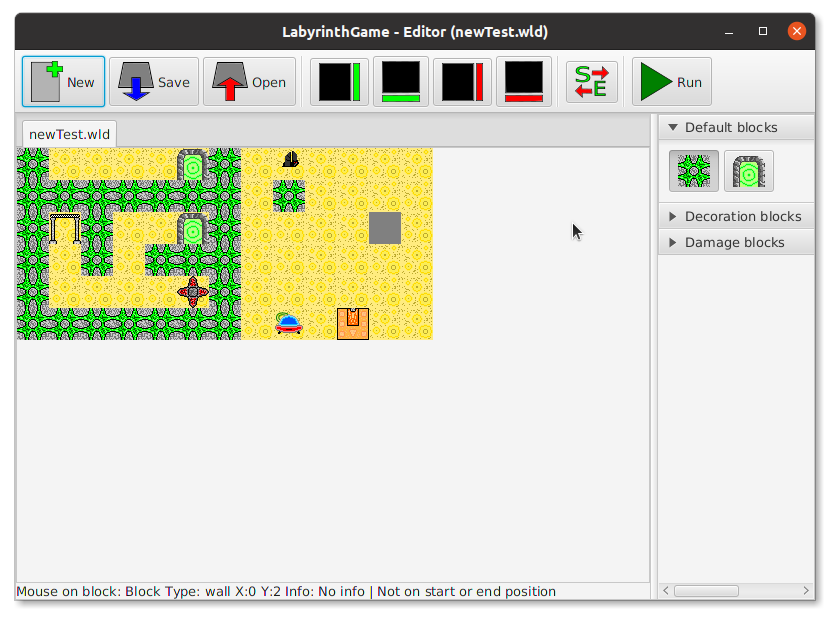 LabyrinthGame - Editor (newTest.wld)
New Save Open S E Run
newTest.wld
Default blocks
Decoration blocks
Damage blocks
Mouse on block: Block Type: wall X:0 Y:2 Info: No info | Not on start or end position